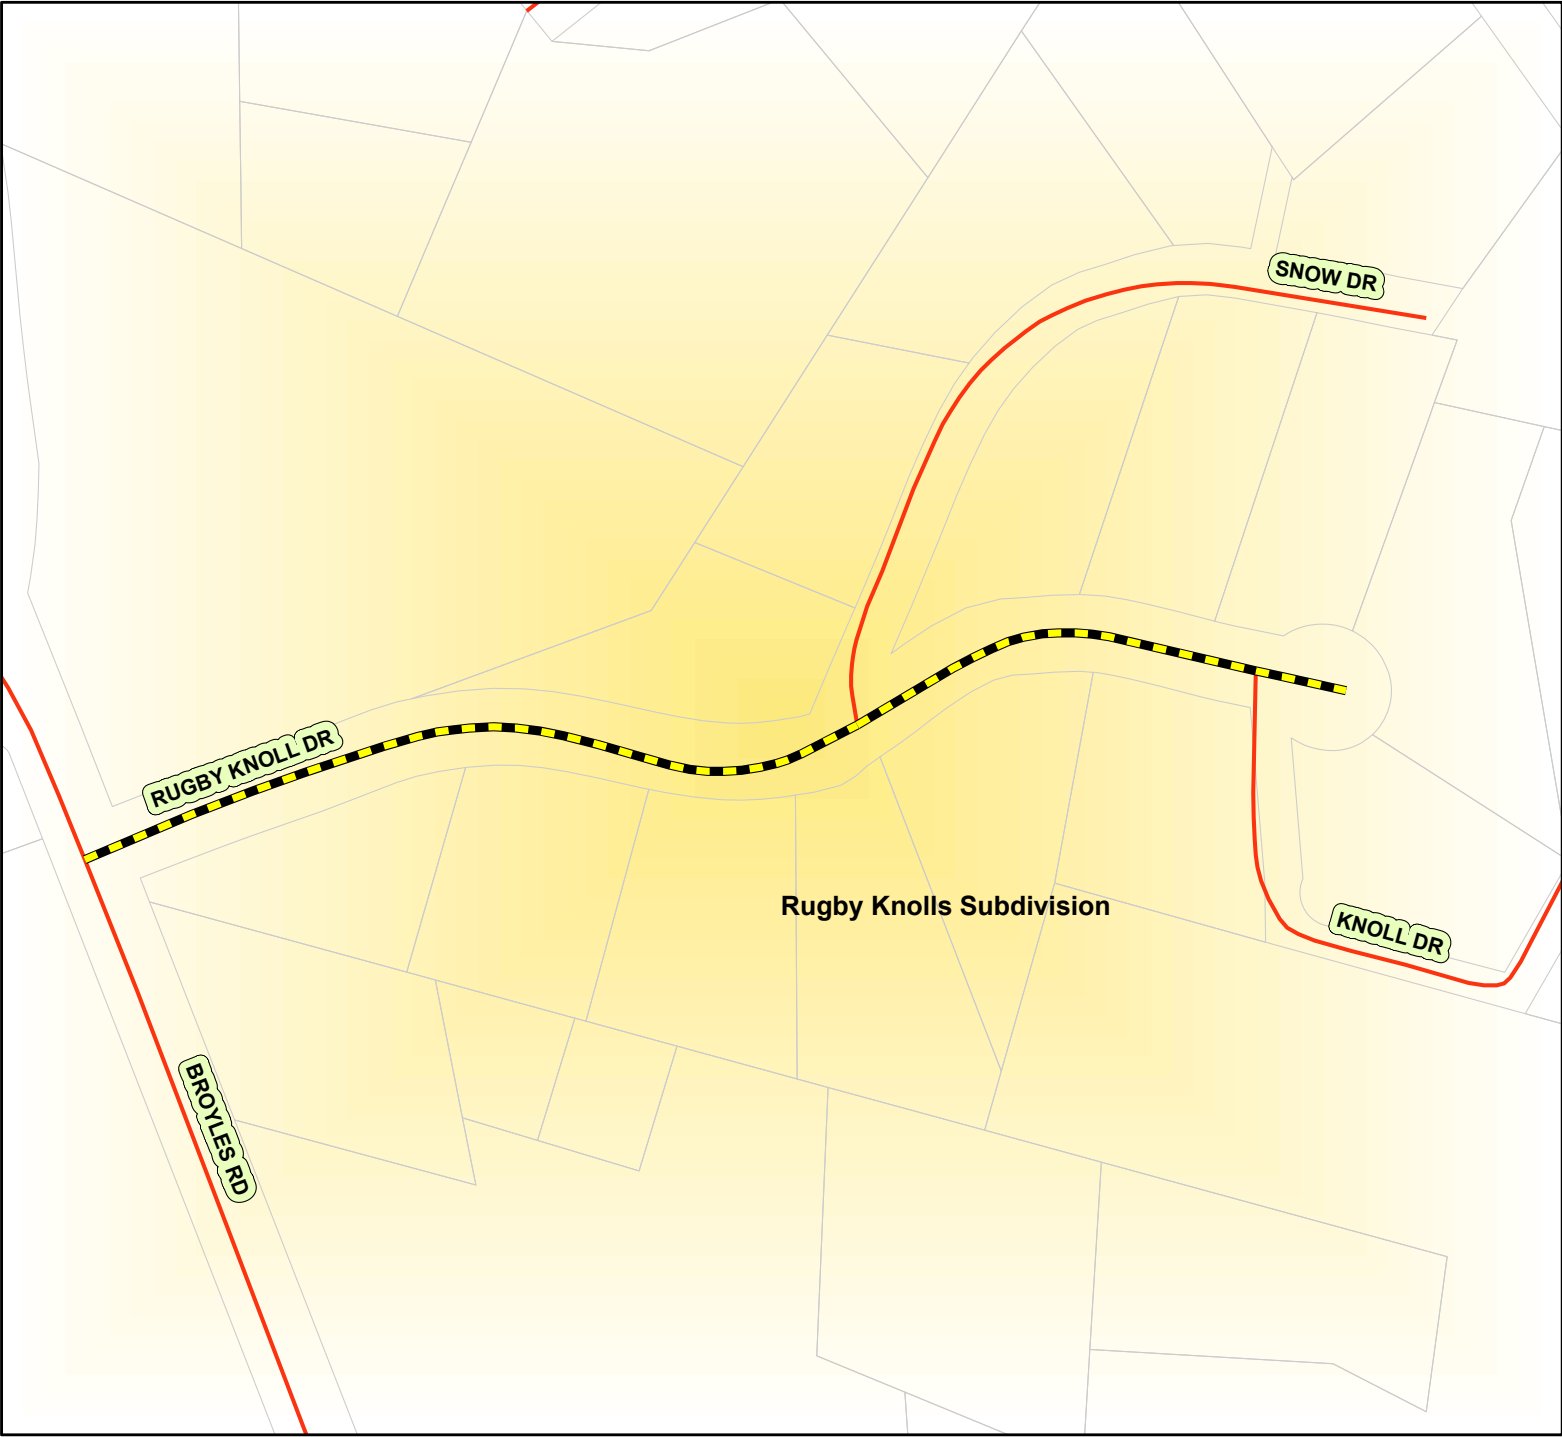 SNOW DR
RUGBY KNOLL DR
Rugby Knolls Subdivision
KNOLL DR
BROYLES RD